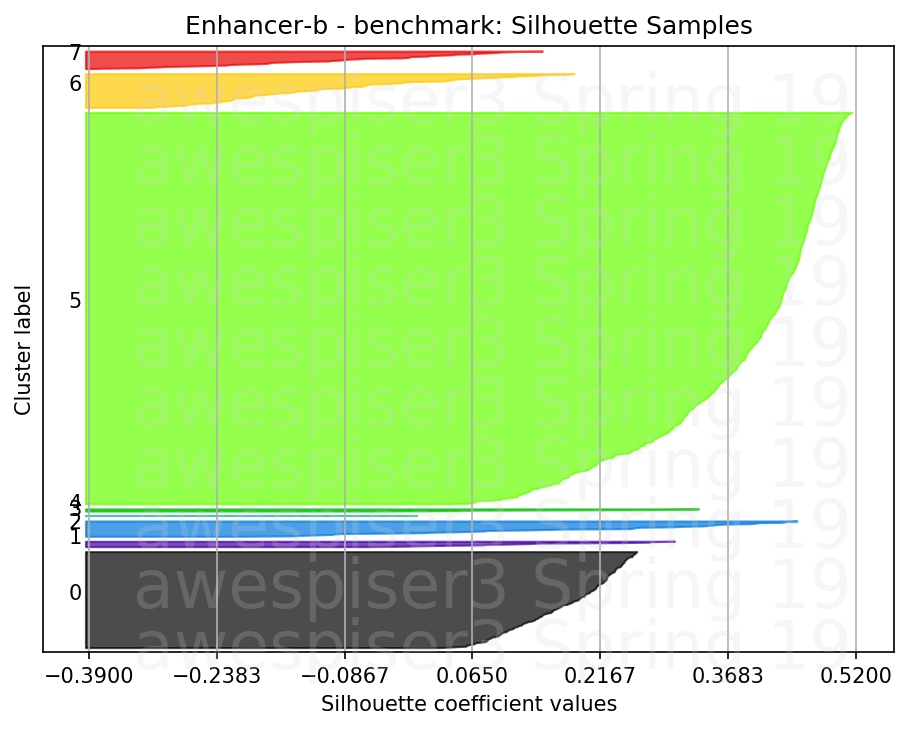 Enhancer-b - benchmark: Silhouette Samples
7
6
5
4
3
2
1
0
Cluster label
−0.3900 −0.2383 −0.0867 0.0650 0.2167 0.3683 0.5200
Silhouette coefficient values
awespiser3 Spring 19
awespiser3 Spring 19
awespiser3 Spring 19
awespiser3 Spring 19
awespiser3 Spring 19
awespiser3 Spring 19
awespiser3 Spring 19
awespiser3 Spring 19
awespiser3 Spring 19
awespiser3 Spring 19